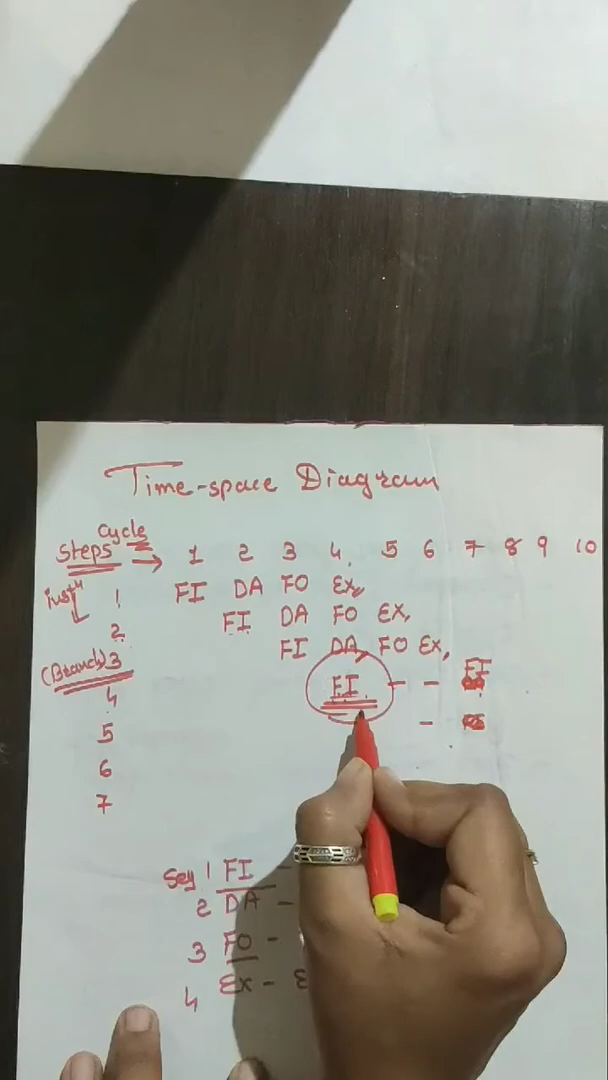 Time-space Diagram
Cycle
Steps → 1 2 3 4 5 6 7 8 9 10
instn 1 FI DA FO EX,
2 FI DA FO EX,
(Branch) 3 FI DA, FO EX,
4 FI - - FI
5 -
6
7
Seg 1 FI -
2 DA -
3 FO -
4 Ex - E